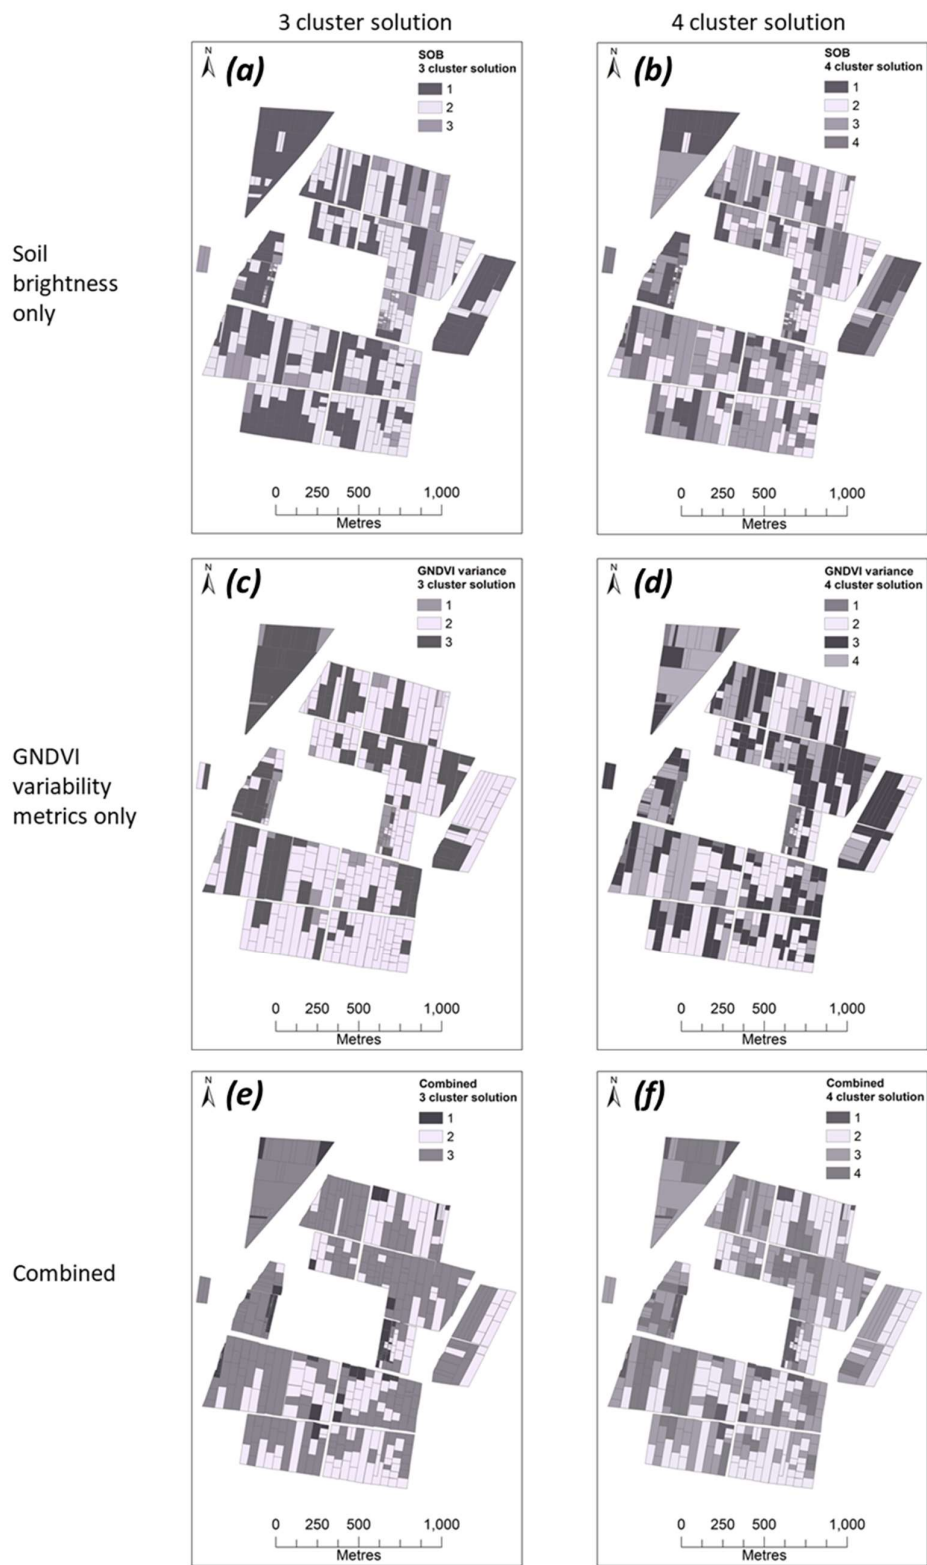 3 cluster solution
4 cluster solution
Soil
brightness
only
N
(a)
SOB
3 cluster solution
1
2
3
0 250 500 1,000
Metres
N
(b)
SOB
4 cluster solution
1
2
3
4
0 250 500 1,000
Metres
GNDVI
variability
metrics only
N
(c)
GNDVI variance
3 cluster solution
1
2
3
0 250 500 1,000
Metres
N
(d)
GNDVI variance
4 cluster solution
1
2
3
4
0 250 500 1,000
Metres
Combined
N
(e)
Combined
3 cluster solution
1
2
3
0 250 500 1,000
Metres
N
(f)
Combined
4 cluster solution
1
2
3
4
0 250 500 1,000
Metres